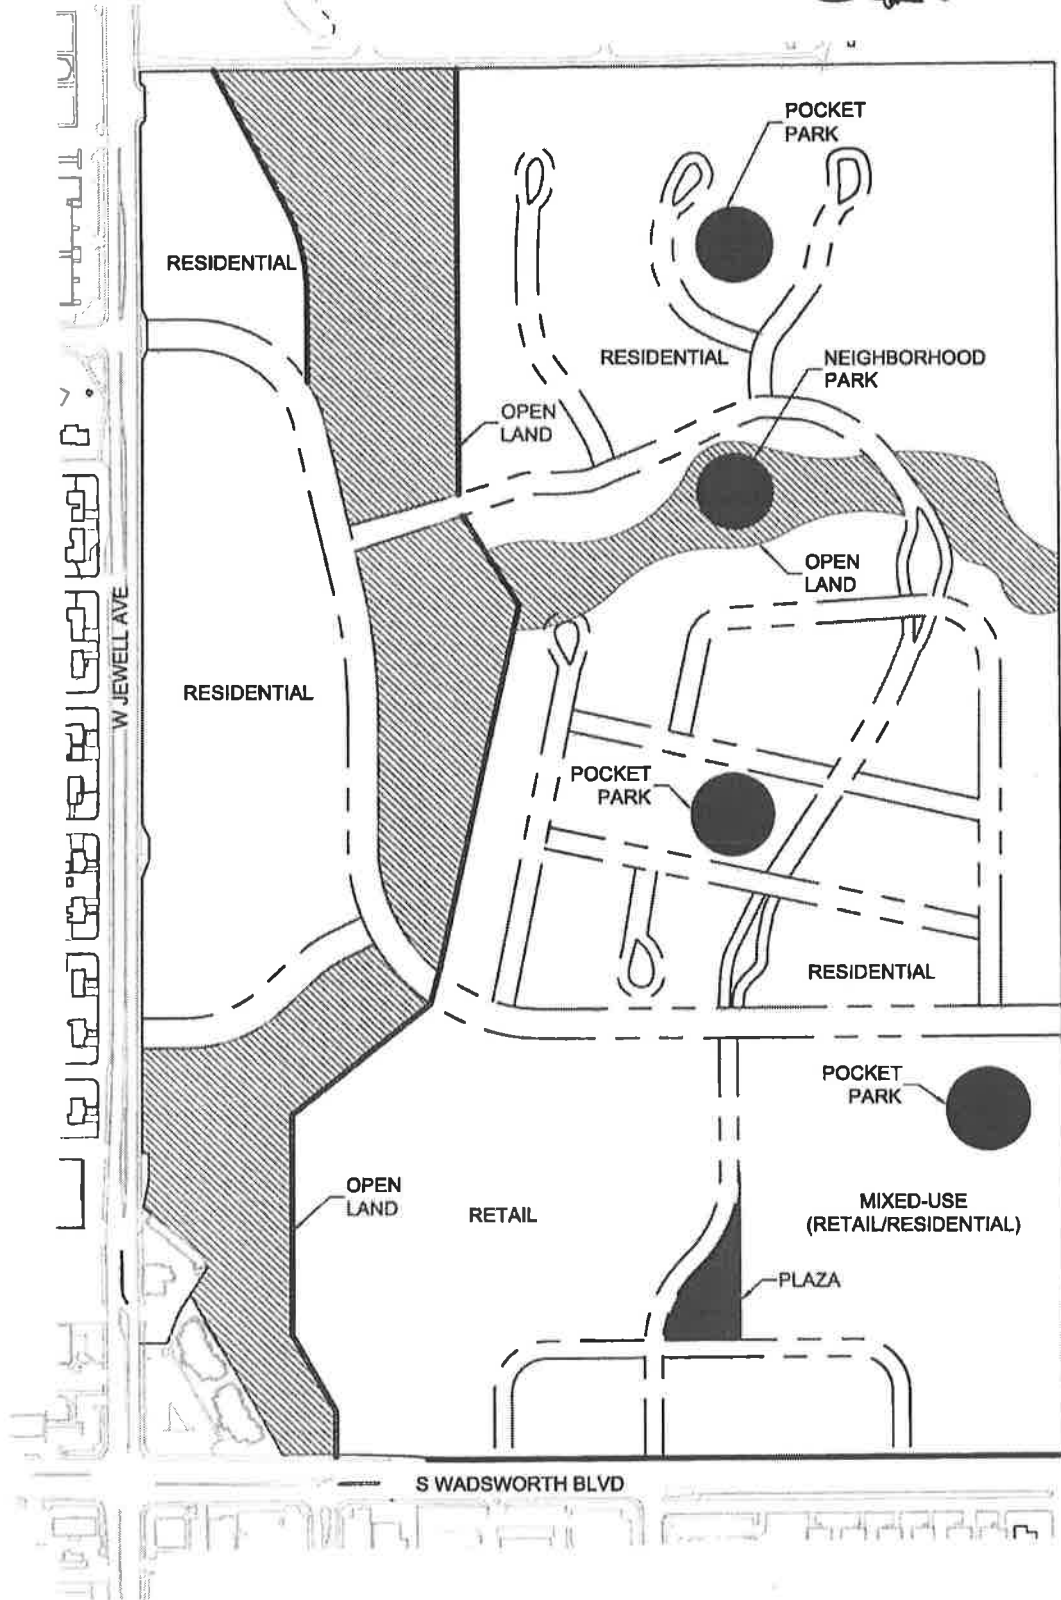 POCKET
PARK
RESIDENTIAL
RESIDENTIAL
NEIGHBORHOOD
PARK
OPEN
LAND
OPEN
LAND
W JEWELL AVE
RESIDENTIAL
POCKET
PARK
RESIDENTIAL
POCKET
PARK
OPEN
LAND
RETAIL
MIXED-USE
(RETAIL/RESIDENTIAL)
PLAZA
S WADSWORTH BLVD